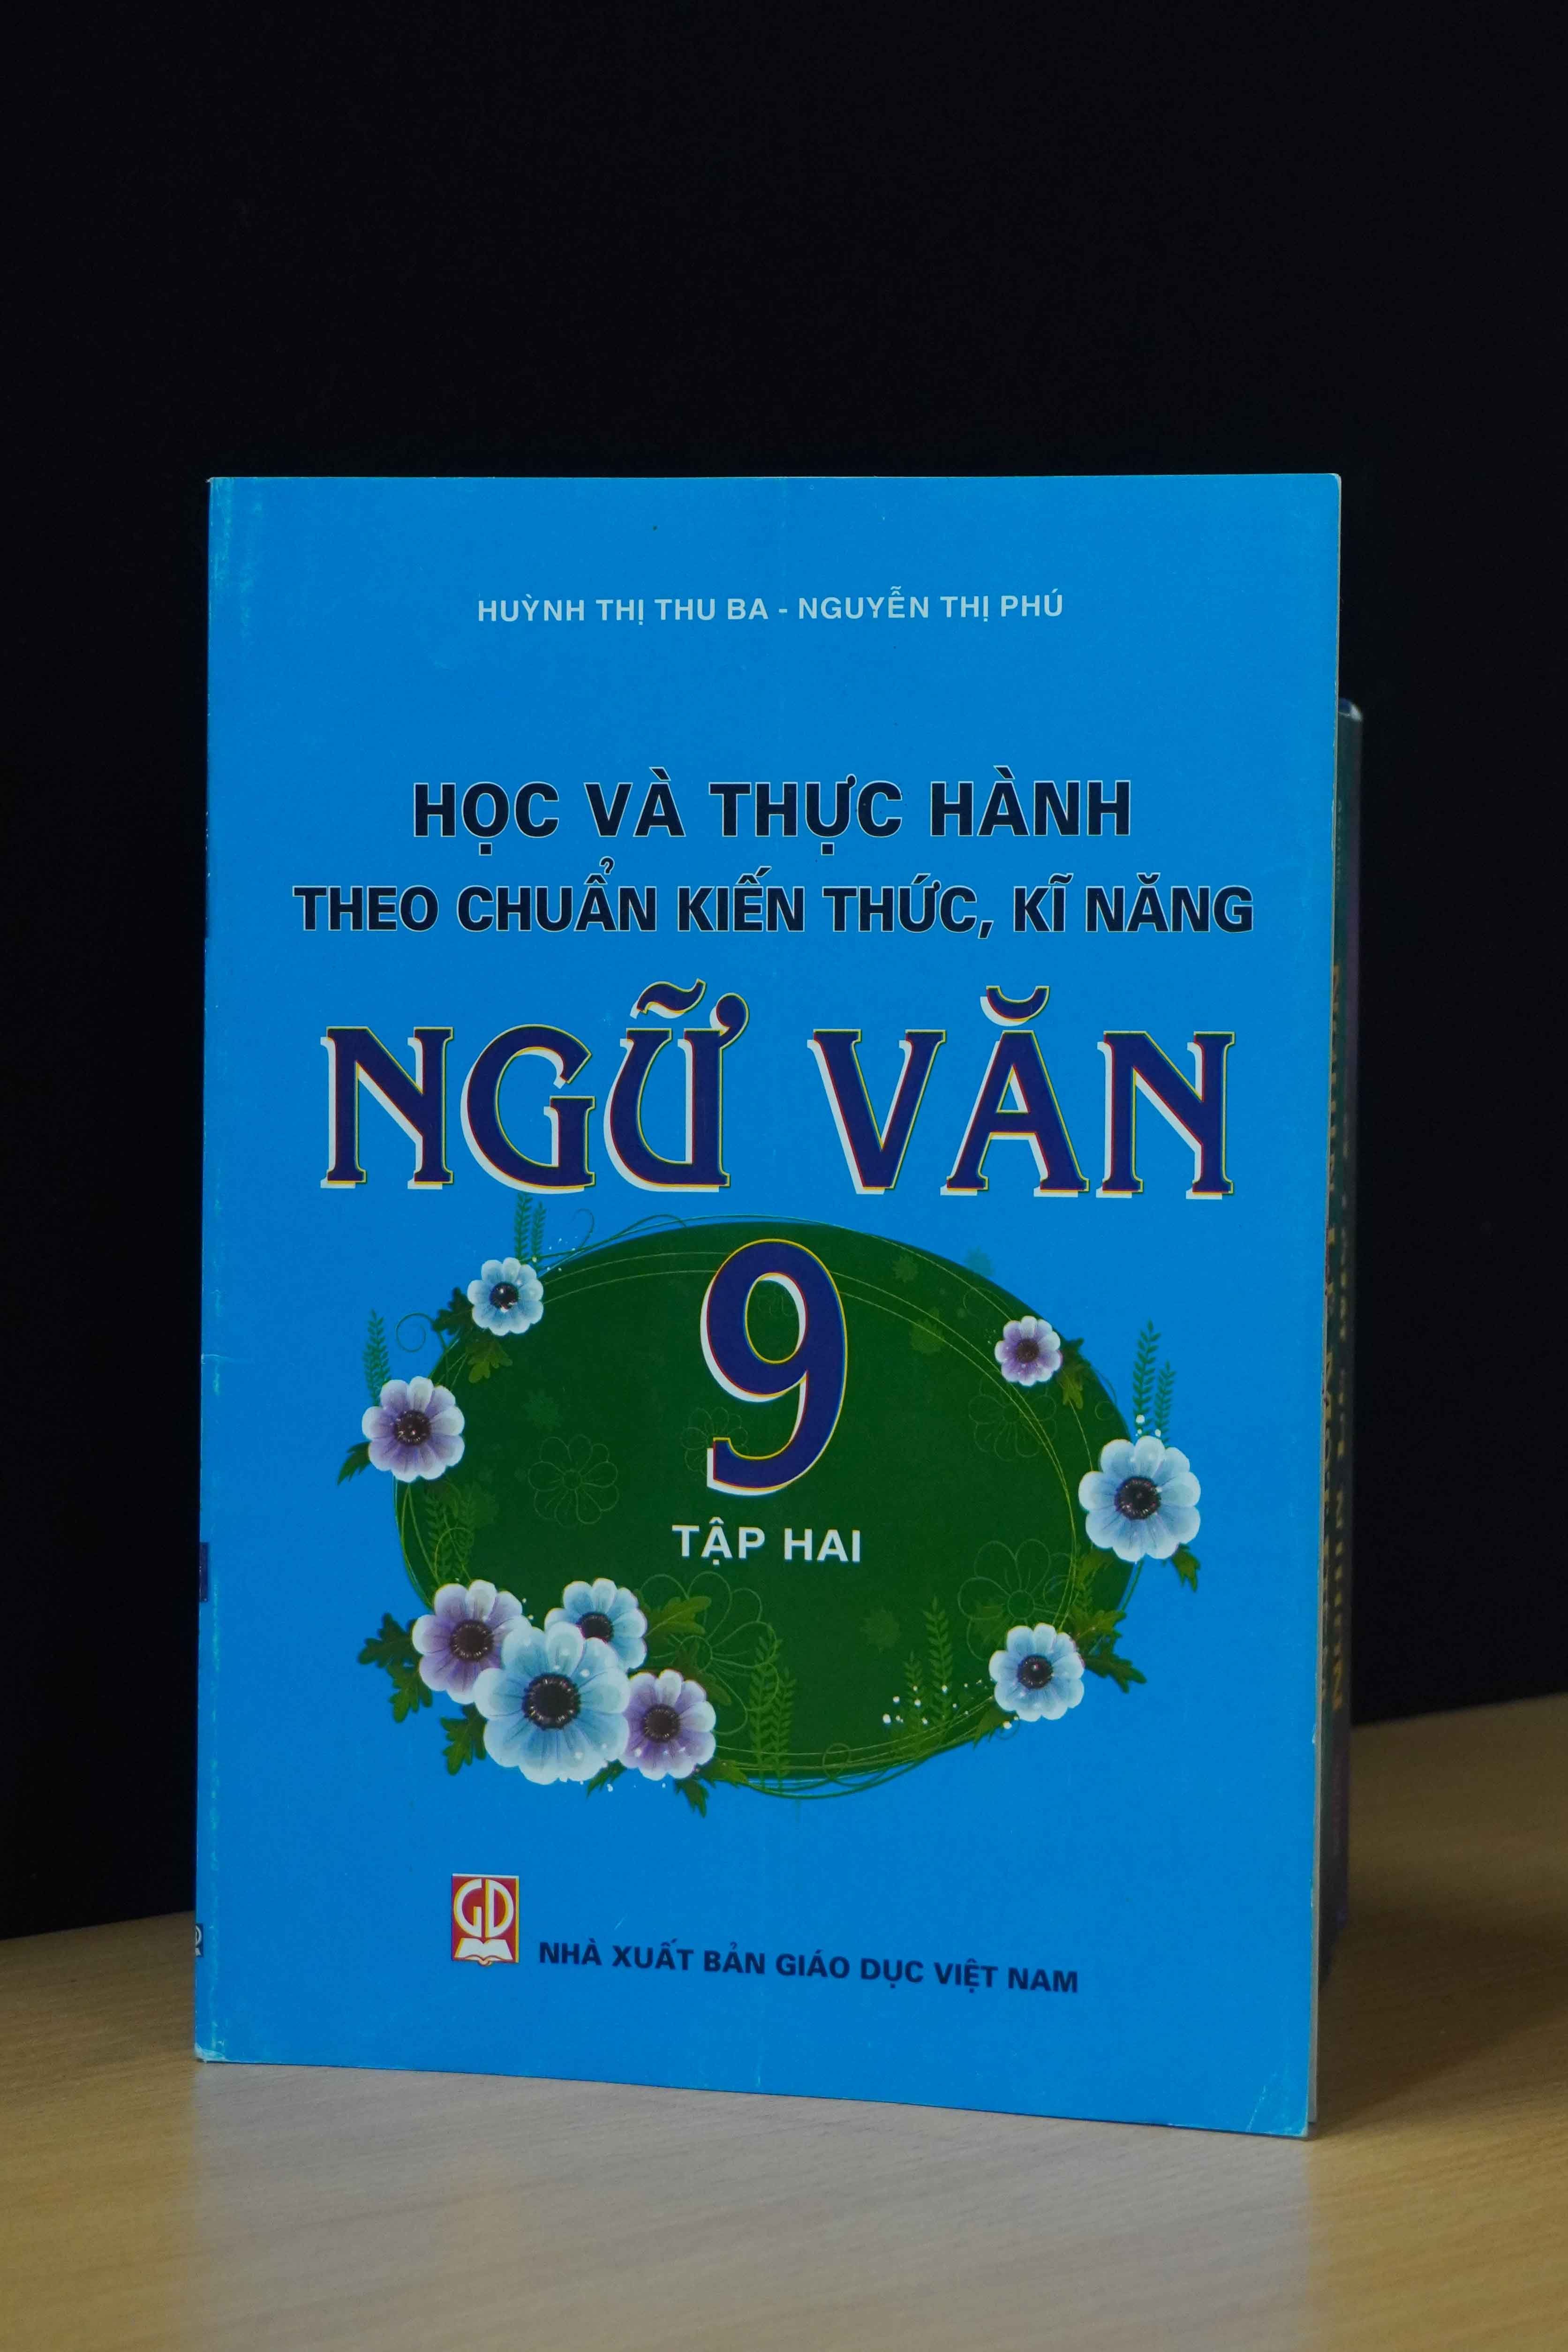 HUỲNH THỊ THU BA - NGUYỄN THỊ PHÚ
HỌC VÀ THỰC HÀNH
THEO CHUẨN KIẾN THỨC, KĨ NĂNG
NGỮ VĂN
9
TẬP HAI
GD
NHÀ XUẤT BẢN GIÁO DỤC VIỆT NAM